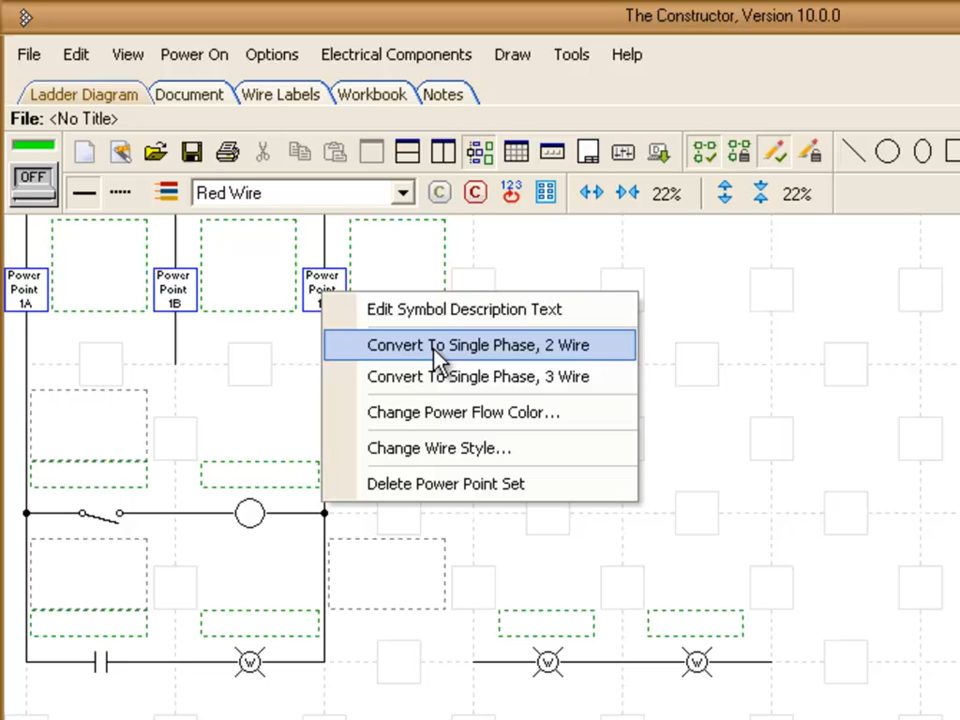 The Constructor, Version 10.0.0
File Edit View Power On Options Electrical Components Draw Tools Help
Ladder Diagram Document Wire Labels Workbook Notes
File: <No Title>
OFF
Red Wire
C
C
123
22%
22%
Power Point 1A
Power Point 1B
Power Point 1
Edit Symbol Description Text
Convert To Single Phase, 2 Wire
Convert To Single Phase, 3 Wire
Change Power Flow Color...
Change Wire Style...
Delete Power Point Set
W
W
W